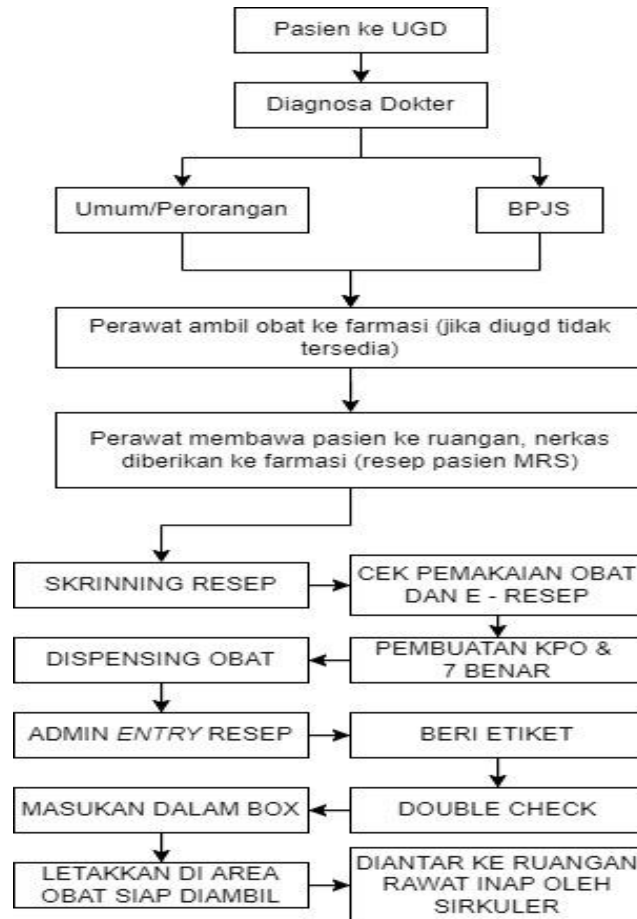 Pasien ke UGD
Diagnosa Dokter
Umum/Perorangan
BPJS
Perawat ambil obat ke farmasi (jika diugd tidak
tersedia)
Perawat membawa pasien ke ruangan, nerkas
diberikan ke farmasi (resep pasien MRS)
SKRINNING RESEP
CEK PEMAKAIAN OBAT
DAN E - RESEP
PEMBUATAN KPO &
7 BENAR
DISPENSING OBAT
ADMIN ENTRY RESEP
BERI ETIKET
DOUBLE CHECK
MASUKAN DALAM BOX
LETAKKAN DI AREA
OBAT SIAP DIAMBIL
DIANTAR KE RUANGAN
RAWAT INAP OLEH
SIRKULER